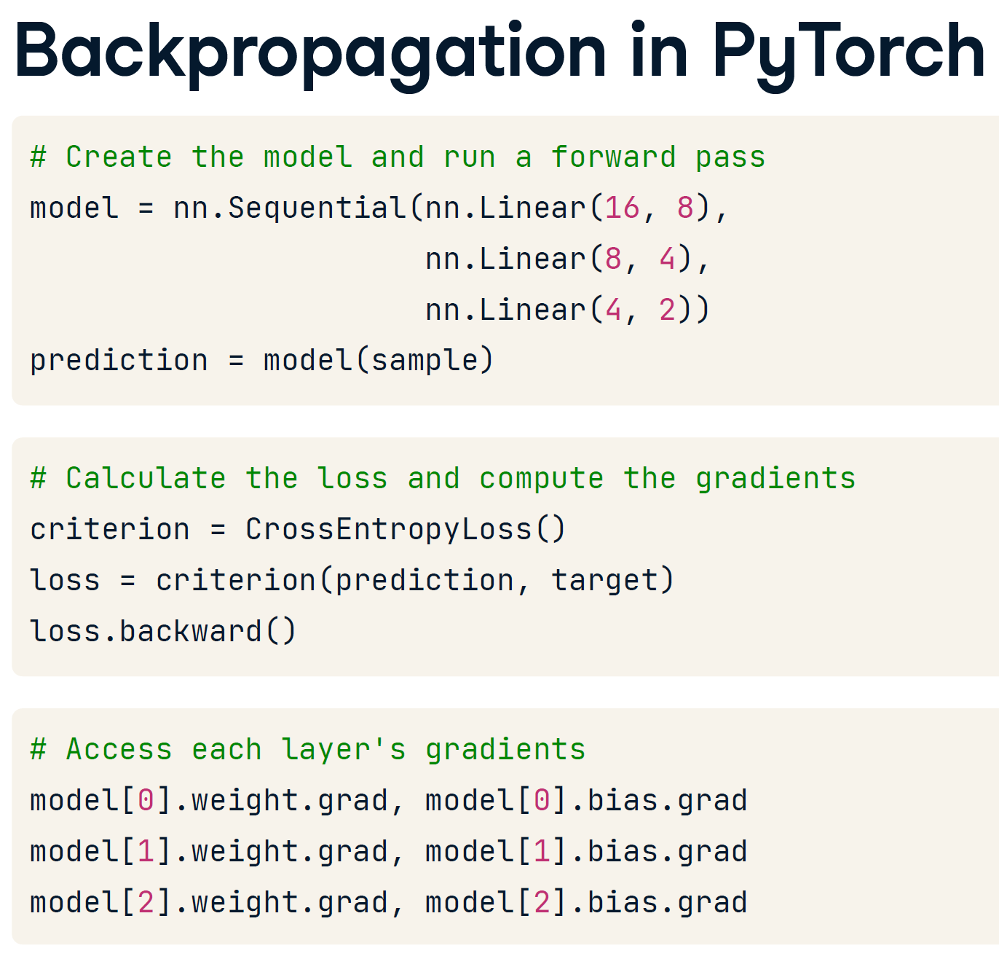 Backpropagation in PyTorch
# Create the model and run a forward pass
model = nn.Sequential(nn.Linear(16, 8),
                      nn.Linear(8, 4),
                      nn.Linear(4, 2))
prediction = model(sample)
# Calculate the loss and compute the gradients
criterion = CrossEntropyLoss()
loss = criterion(prediction, target)
loss.backward()
# Access each layer's gradients
model[0].weight.grad, model[0].bias.grad
model[1].weight.grad, model[1].bias.grad
model[2].weight.grad, model[2].bias.grad